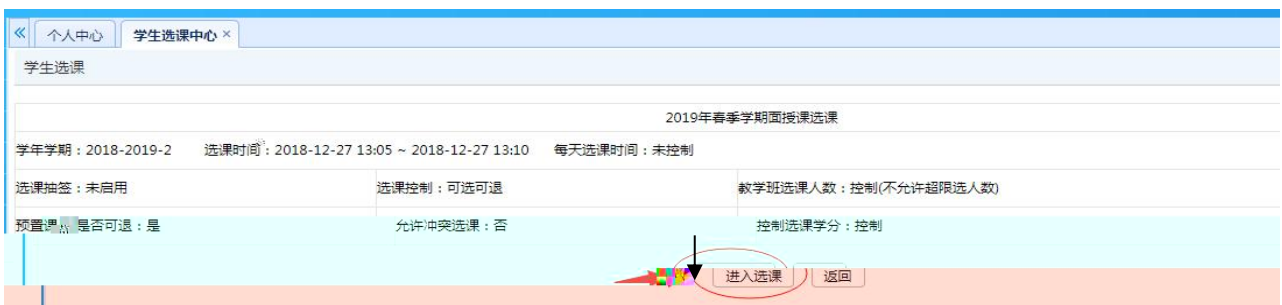 « 个人中心 学生选课中心 ×
学生选课
2019年春季学期面授课选课
学年学期：2018-2019-2 选课时间：2018-12-27 13:05 ~ 2018-12-27 13:10 每天选课时间：未控制
选课抽签：未启用 选课控制：可选可退 教学班选课人数：控制(不允许超限选人数)
预置课 是否可退：是 允许冲突选课：否 控制选课学分：控制
进入选课 返回